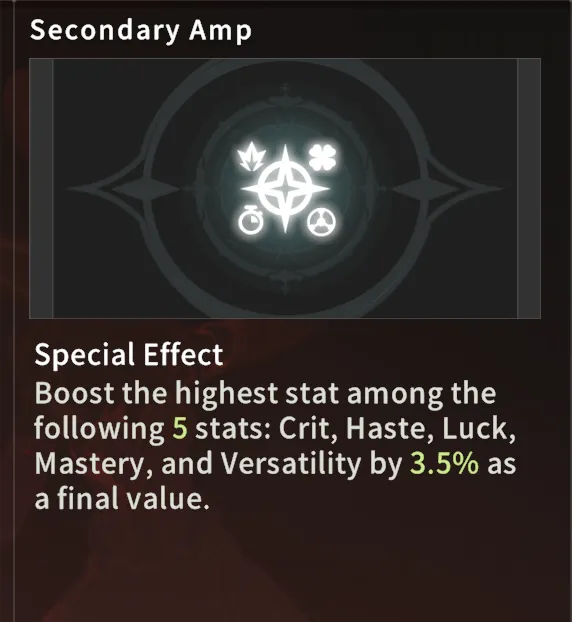 Secondary Amp
Special Effect
Boost the highest stat among the
following 5 stats: Crit, Haste, Luck,
Mastery, and Versatility by 3.5% as
a final value.